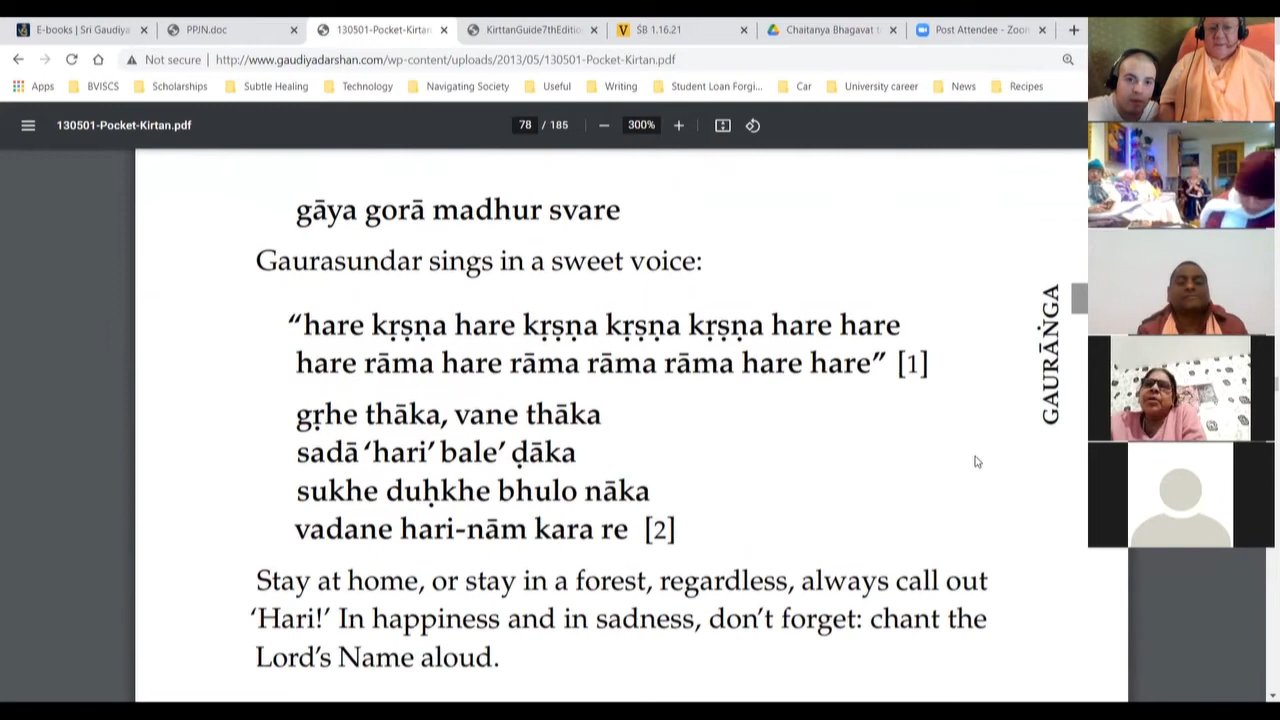 E-books | Sri Gaudiya
PPJN.doc
130501-Pocket-Kirtan
KirttanGuide7thEditio
ŚB 1.16.21
Chaitanya Bhagavat t
Post Attendee - Zoom
Not secure | http://www.gaudiyadarshan.com/wp-content/uploads/2013/05/130501-Pocket-Kirtan.pdf
Apps BVISCS Scholarships Subtle Healing Technology Navigating Society Useful Writing Student Loan Forgi... Car University career News Recipes
130501-Pocket-Kirtan.pdf 78 / 185 300%
gāya gorā madhur svare
Gaurasundar sings in a sweet voice:
“hare kṛṣṇa hare kṛṣṇa kṛṣṇa kṛṣṇa hare hare
hare rāma hare rāma rāma rāma hare hare” [1]
gṛhe thāka, vane thāka
sadā ‘hari’ bale’ ḍāka
sukhe duḥkhe bhulo nāka
vadane hari-nām kara re [2]
Stay at home, or stay in a forest, regardless, always call out
‘Hari!’ In happiness and in sadness, don’t forget: chant the
Lord’s Name aloud.
GAURĀṄGA